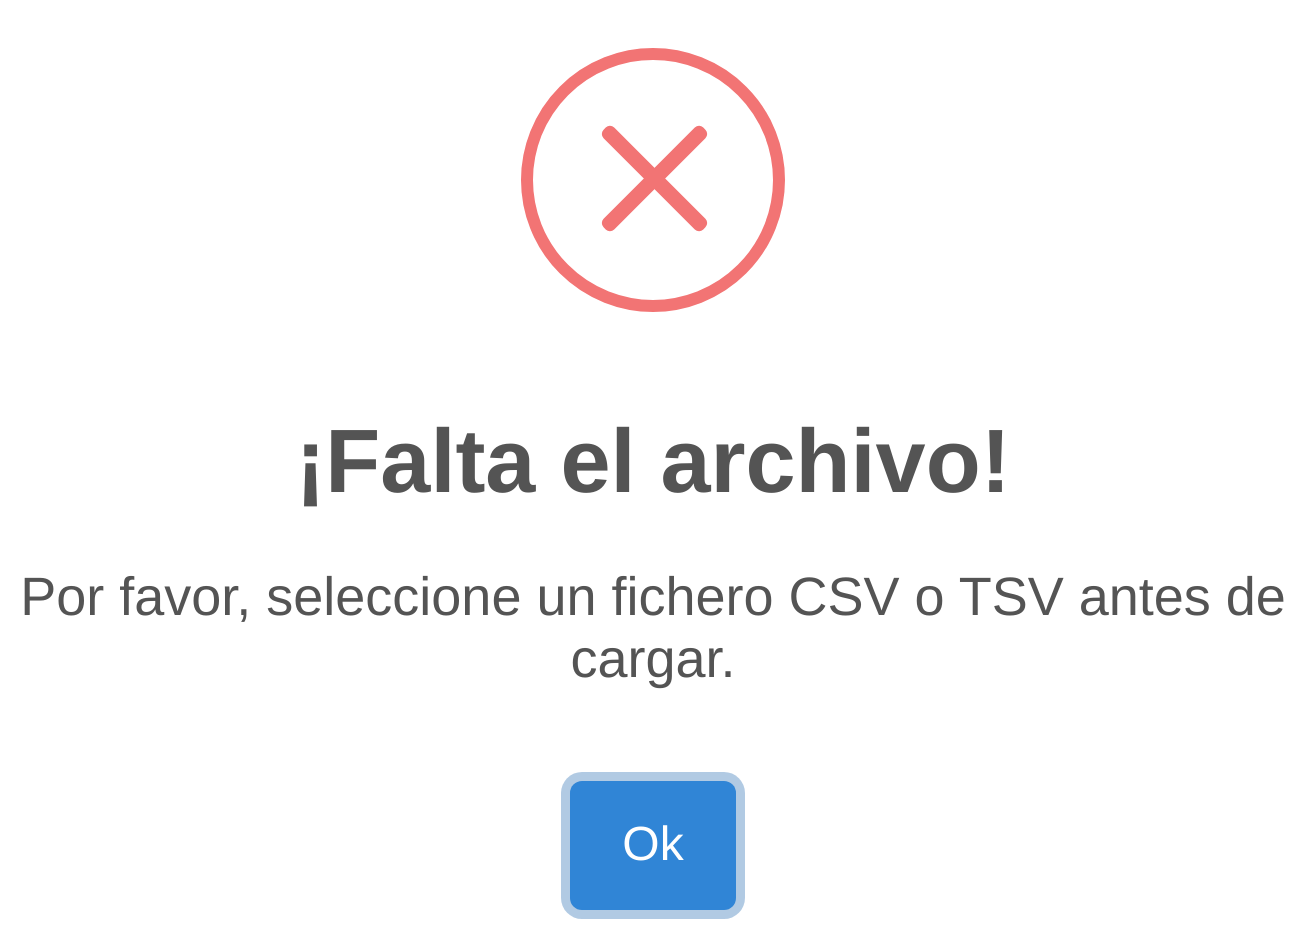 ¡Falta el archivo!
Por favor, seleccione un fichero CSV o TSV antes de
cargar.
Ok